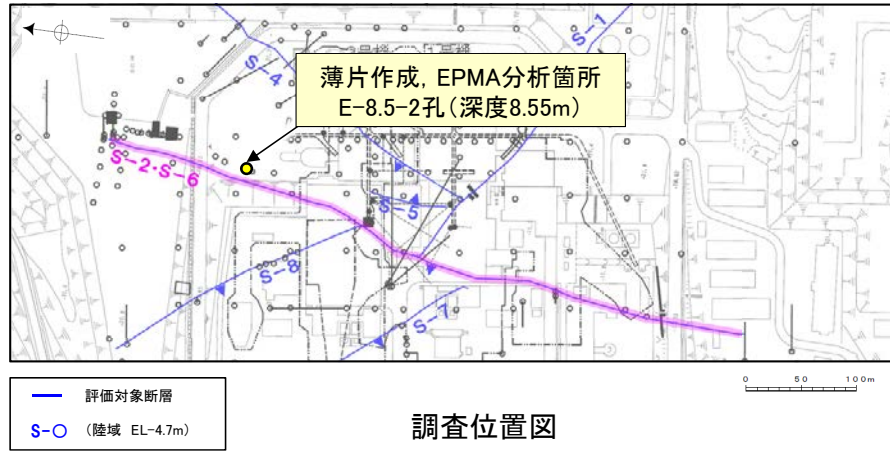 S-1
S-4
薄片作成, EPMA分析箇所
E-8.5-2孔(深度8.55m)
S-2・S-6
S-5
S-8
S-7
0 50 100m
評価対象断層
S-○ (陸域 EL-4.7m)
調査位置図